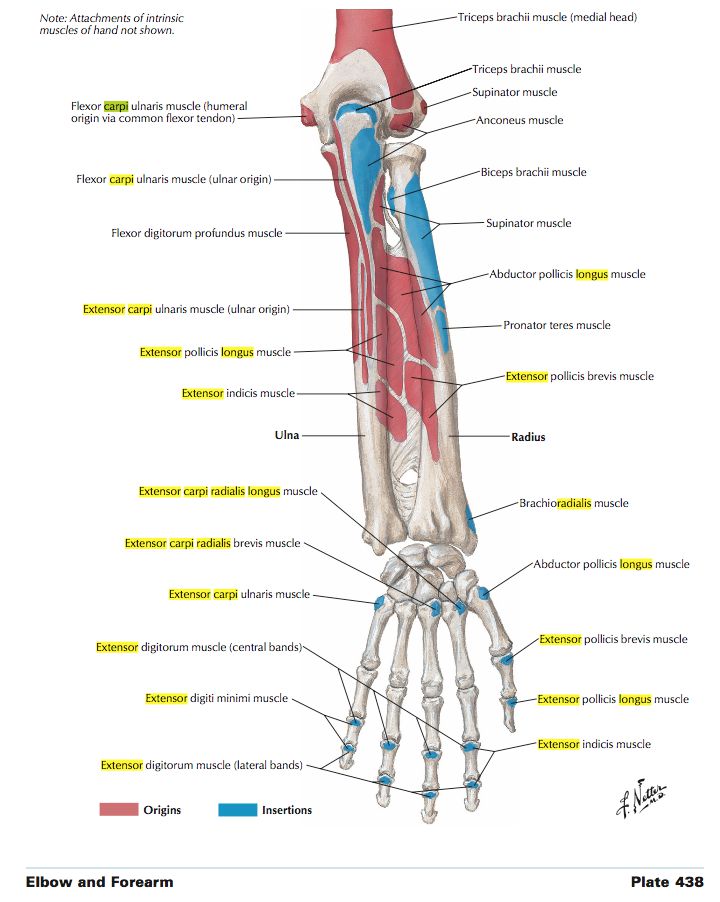 Note: Attachments of intrinsic
muscles of hand not shown.
Triceps brachii muscle (medial head)
Triceps brachii muscle
Supinator muscle
Flexor carpi ulnaris muscle (humeral
origin via common flexor tendon)
Anconeus muscle
Biceps brachii muscle
Flexor carpi ulnaris muscle (ulnar origin)
Supinator muscle
Flexor digitorum profundus muscle
Abductor pollicis longus muscle
Extensor carpi ulnaris muscle (ulnar origin)
Pronator teres muscle
Extensor pollicis longus muscle
Extensor pollicis brevis muscle
Extensor indicis muscle
Ulna
Radius
Extensor carpi radialis longus muscle
Brachioradialis muscle
Extensor carpi radialis brevis muscle
Abductor pollicis longus muscle
Extensor carpi ulnaris muscle
Extensor pollicis brevis muscle
Extensor digitorum muscle (central bands)
Extensor digiti minimi muscle
Extensor pollicis longus muscle
Extensor indicis muscle
Extensor digitorum muscle (lateral bands)
Origins
Insertions
F. Netter
M.D.
Elbow and Forearm
Plate 438